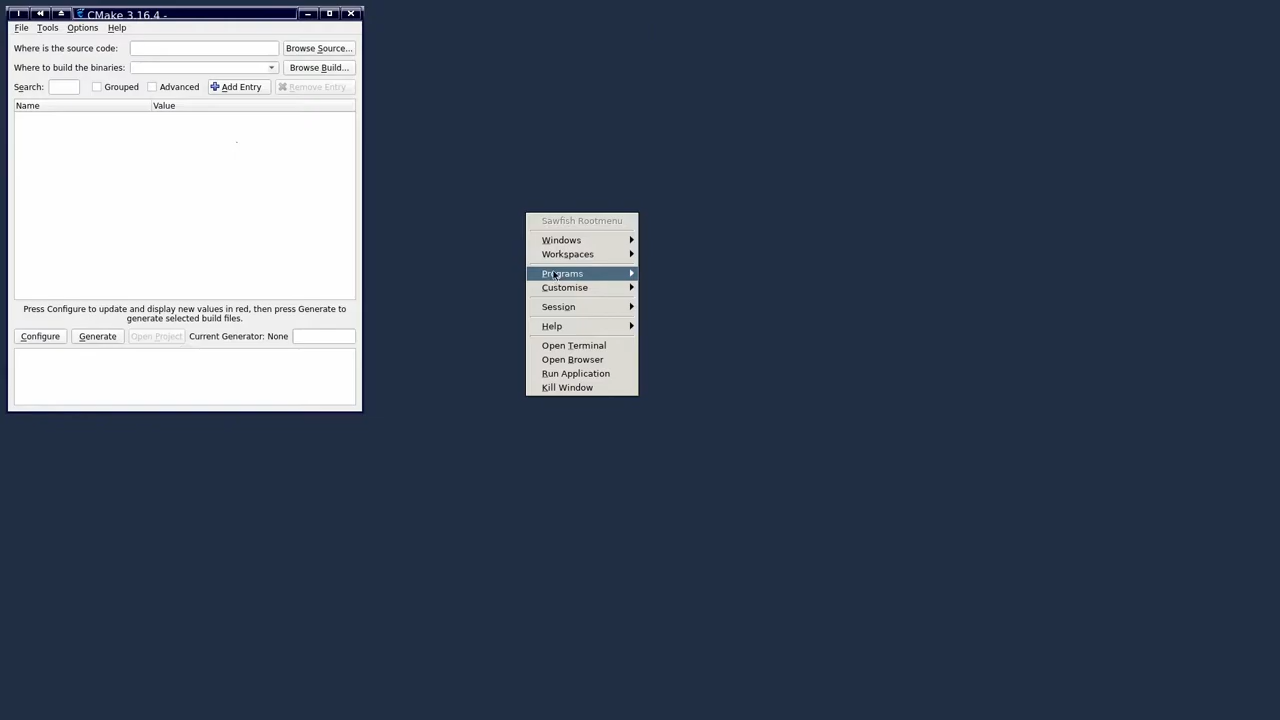 CMake 3.16.4 -
File Tools Options Help
Where is the source code: Browse Source...
Where to build the binaries: Browse Build...
Search: Grouped Advanced Add Entry Remove Entry
Name Value
Press Configure to update and display new values in red, then press Generate to
generate selected build files.
Configure Generate Open Project Current Generator: None
Sawfish Rootmenu
Windows
Workspaces
Programs
Customise
Session
Help
Open Terminal
Open Browser
Run Application
Kill Window